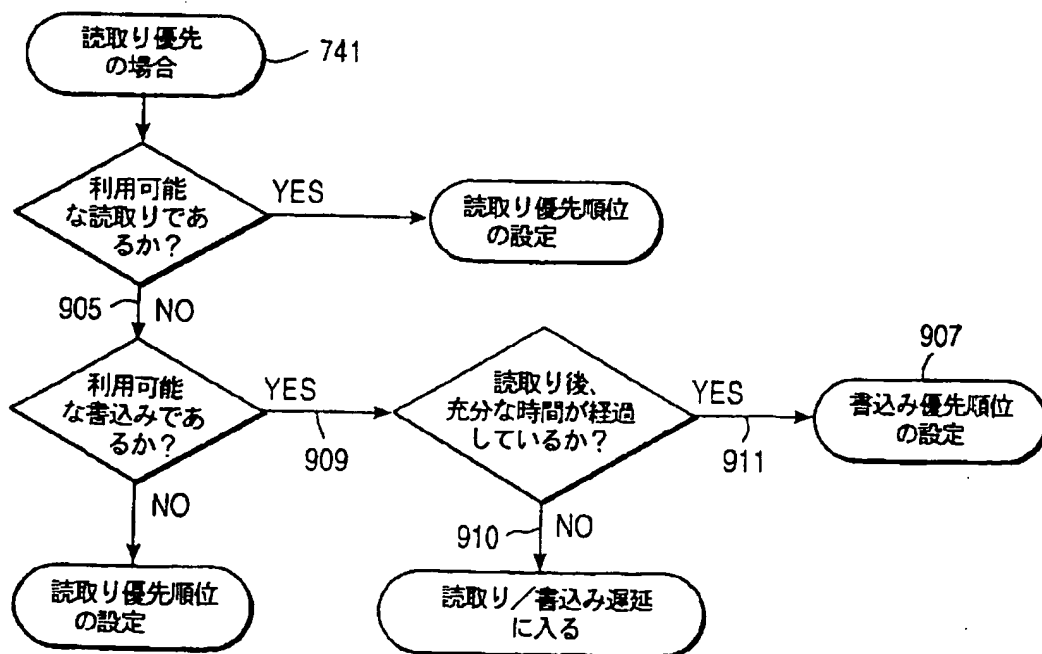 読取り優先
の場合
741
利用可能
な読取りであ
るか？
YES
読取り優先順位
の設定
905
NO
利用可能
な書込みであ
るか？
YES
909
読取り後、
充分な時間が経過
しているか？
YES
911
907
書込み優先順位
の設定
NO
読取り優先順位
の設定
910
NO
読取り／書込み遅延
に入る